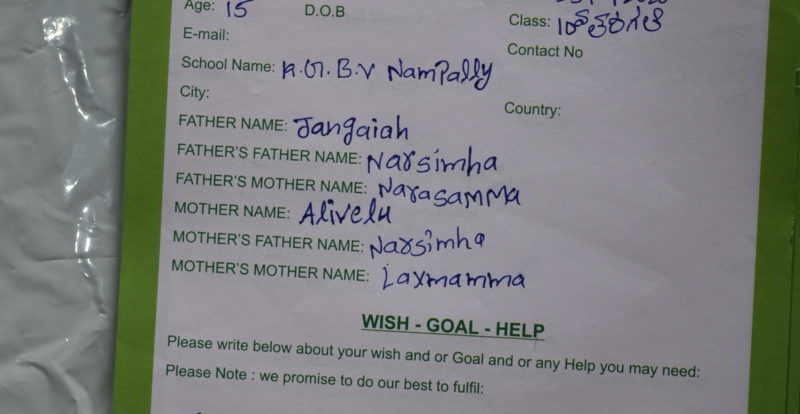 Age: 15
D.O.B
Class: 10వ తరగతి
E-mail:
Contact No
School Name: K.G.B.V Nampally
City:
Country:
FATHER NAME: Jangaiah
FATHER'S FATHER NAME: Narsimha
FATHER'S MOTHER NAME: Narasamma
MOTHER NAME: Alivelu
MOTHER'S FATHER NAME: Narsimha
MOTHER'S MOTHER NAME: Laxmamma
WISH - GOAL - HELP
Please write below about your wish and or Goal and or any Help you may need:
Please Note : we promise to do our best to fulfil: